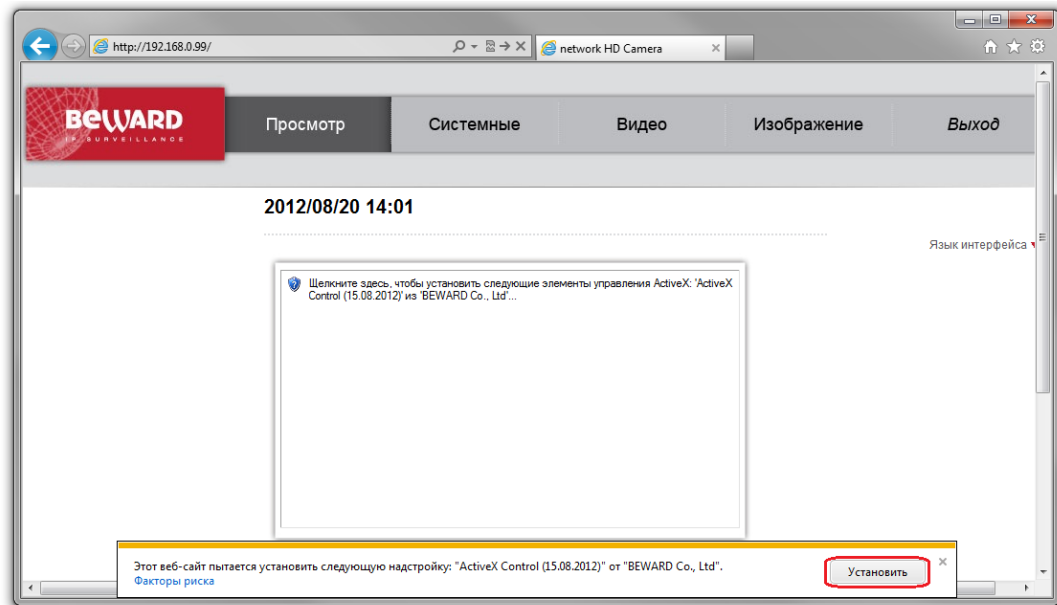 http://192.168.0.99/
network HD Camera
BEWARD
IP SURVEILLANCE
Просмотр
Системные
Видео
Изображение
Выход
2012/08/20 14:01
Язык интерфейса
Щелкните здесь, чтобы установить следующие элементы управления ActiveX: 'ActiveX
Control (15.08.2012)' из 'BEWARD Co., Ltd'...
Этот веб-сайт пытается установить следующую надстройку: "ActiveX Control (15.08.2012)" от "BEWARD Co., Ltd".
Факторы риска
Установить